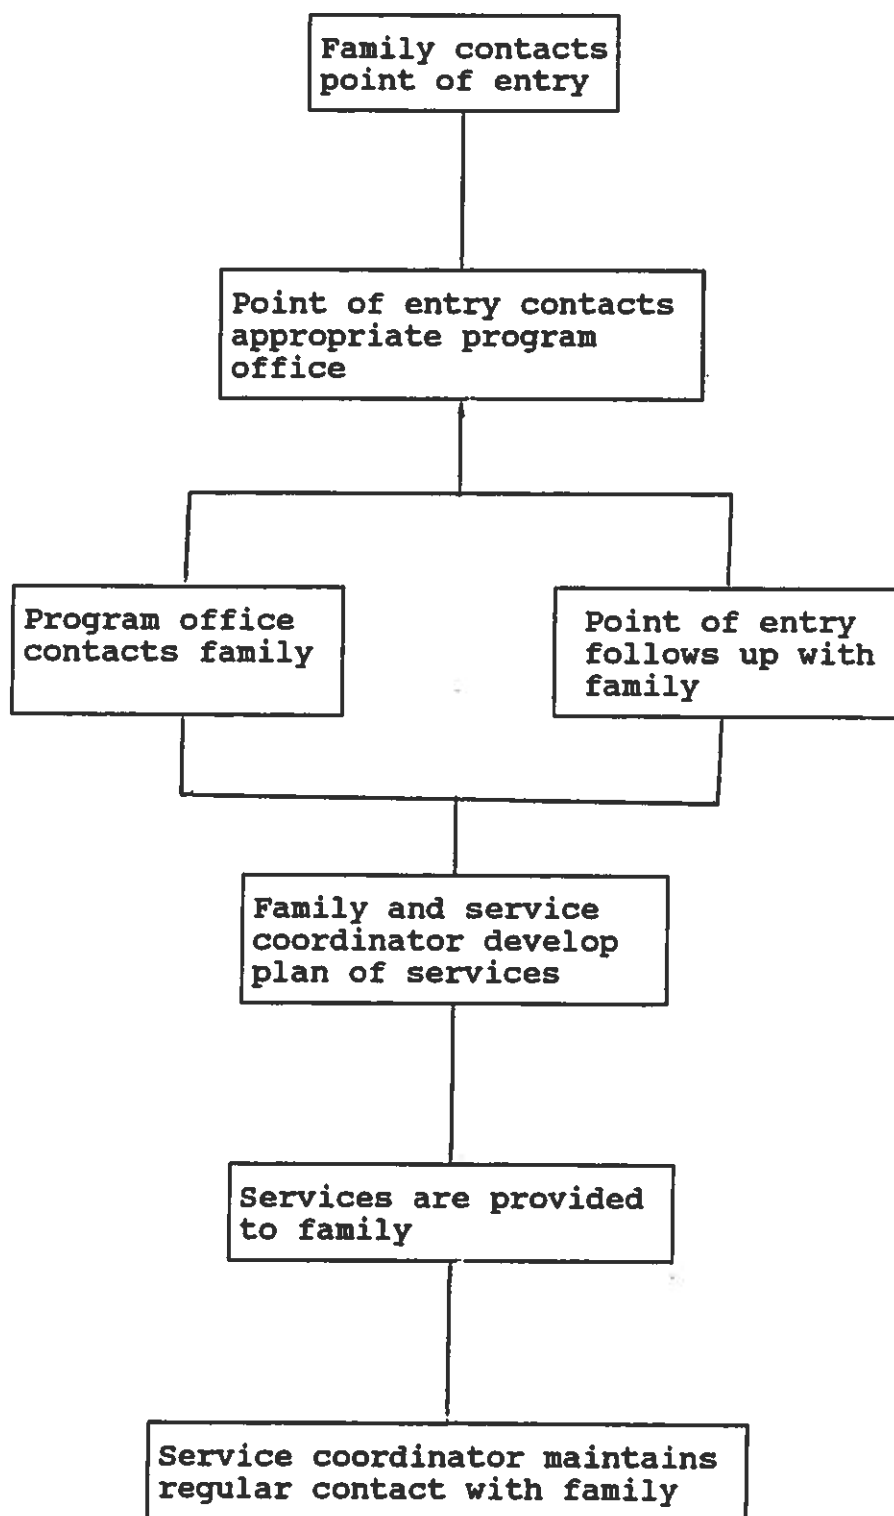 Family contacts
point of entry
Point of entry contacts
appropriate program
office
Program office
contacts family
Point of entry
follows up with
family
Family and service
coordinator develop
plan of services
Services are provided
to family
Service coordinator maintains
regular contact with family